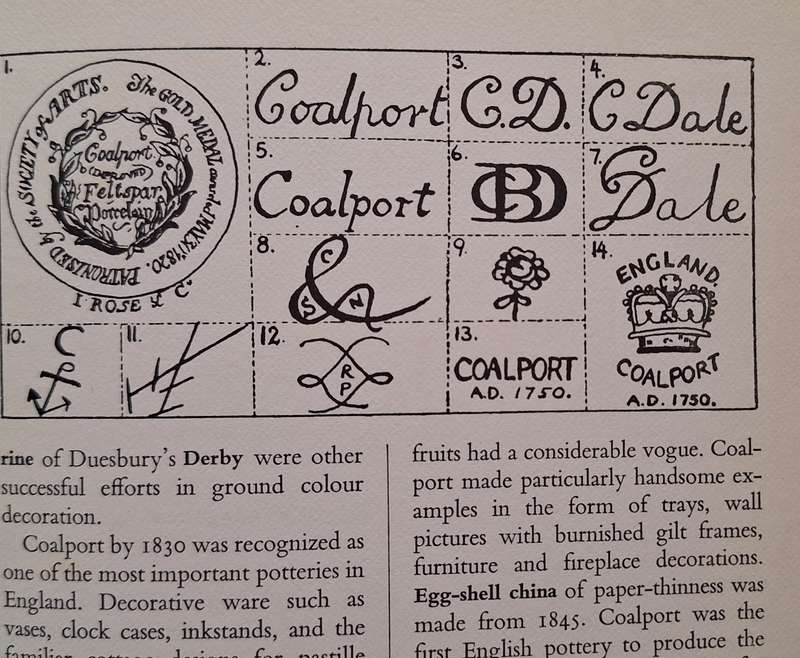 1.
PATRONISED by the SOCIETY of ARTS. The GOLD MEDAL awarded MAY 31 1820.
Coalport
IMPROVED
Feltspar
Porcelain
I ROSE & Co.
2.
Coalport
3.
C.D.
4.
C Dale
5.
Coalport
6.
CBD
7.
C Dale
8.
C
S N
9.
14.
ENGLAND.
COALPORT
A.D. 1750.
10.
11.
12.
R
P
13.
COALPORT
A.D. 1750.
rine of Duesbury's Derby were other
successful efforts in ground colour
decoration.
Coalport by 1830 was recognized as
one of the most important potteries in
England. Decorative ware such as
vases, clock cases, inkstands, and the
fruits had a considerable vogue. Coal-
port made particularly handsome ex-
amples in the form of trays, wall
pictures with burnished gilt frames,
furniture and fireplace decorations.
Egg-shell china of paper-thinness was
made from 1845. Coalport was the
first English pottery to produce the